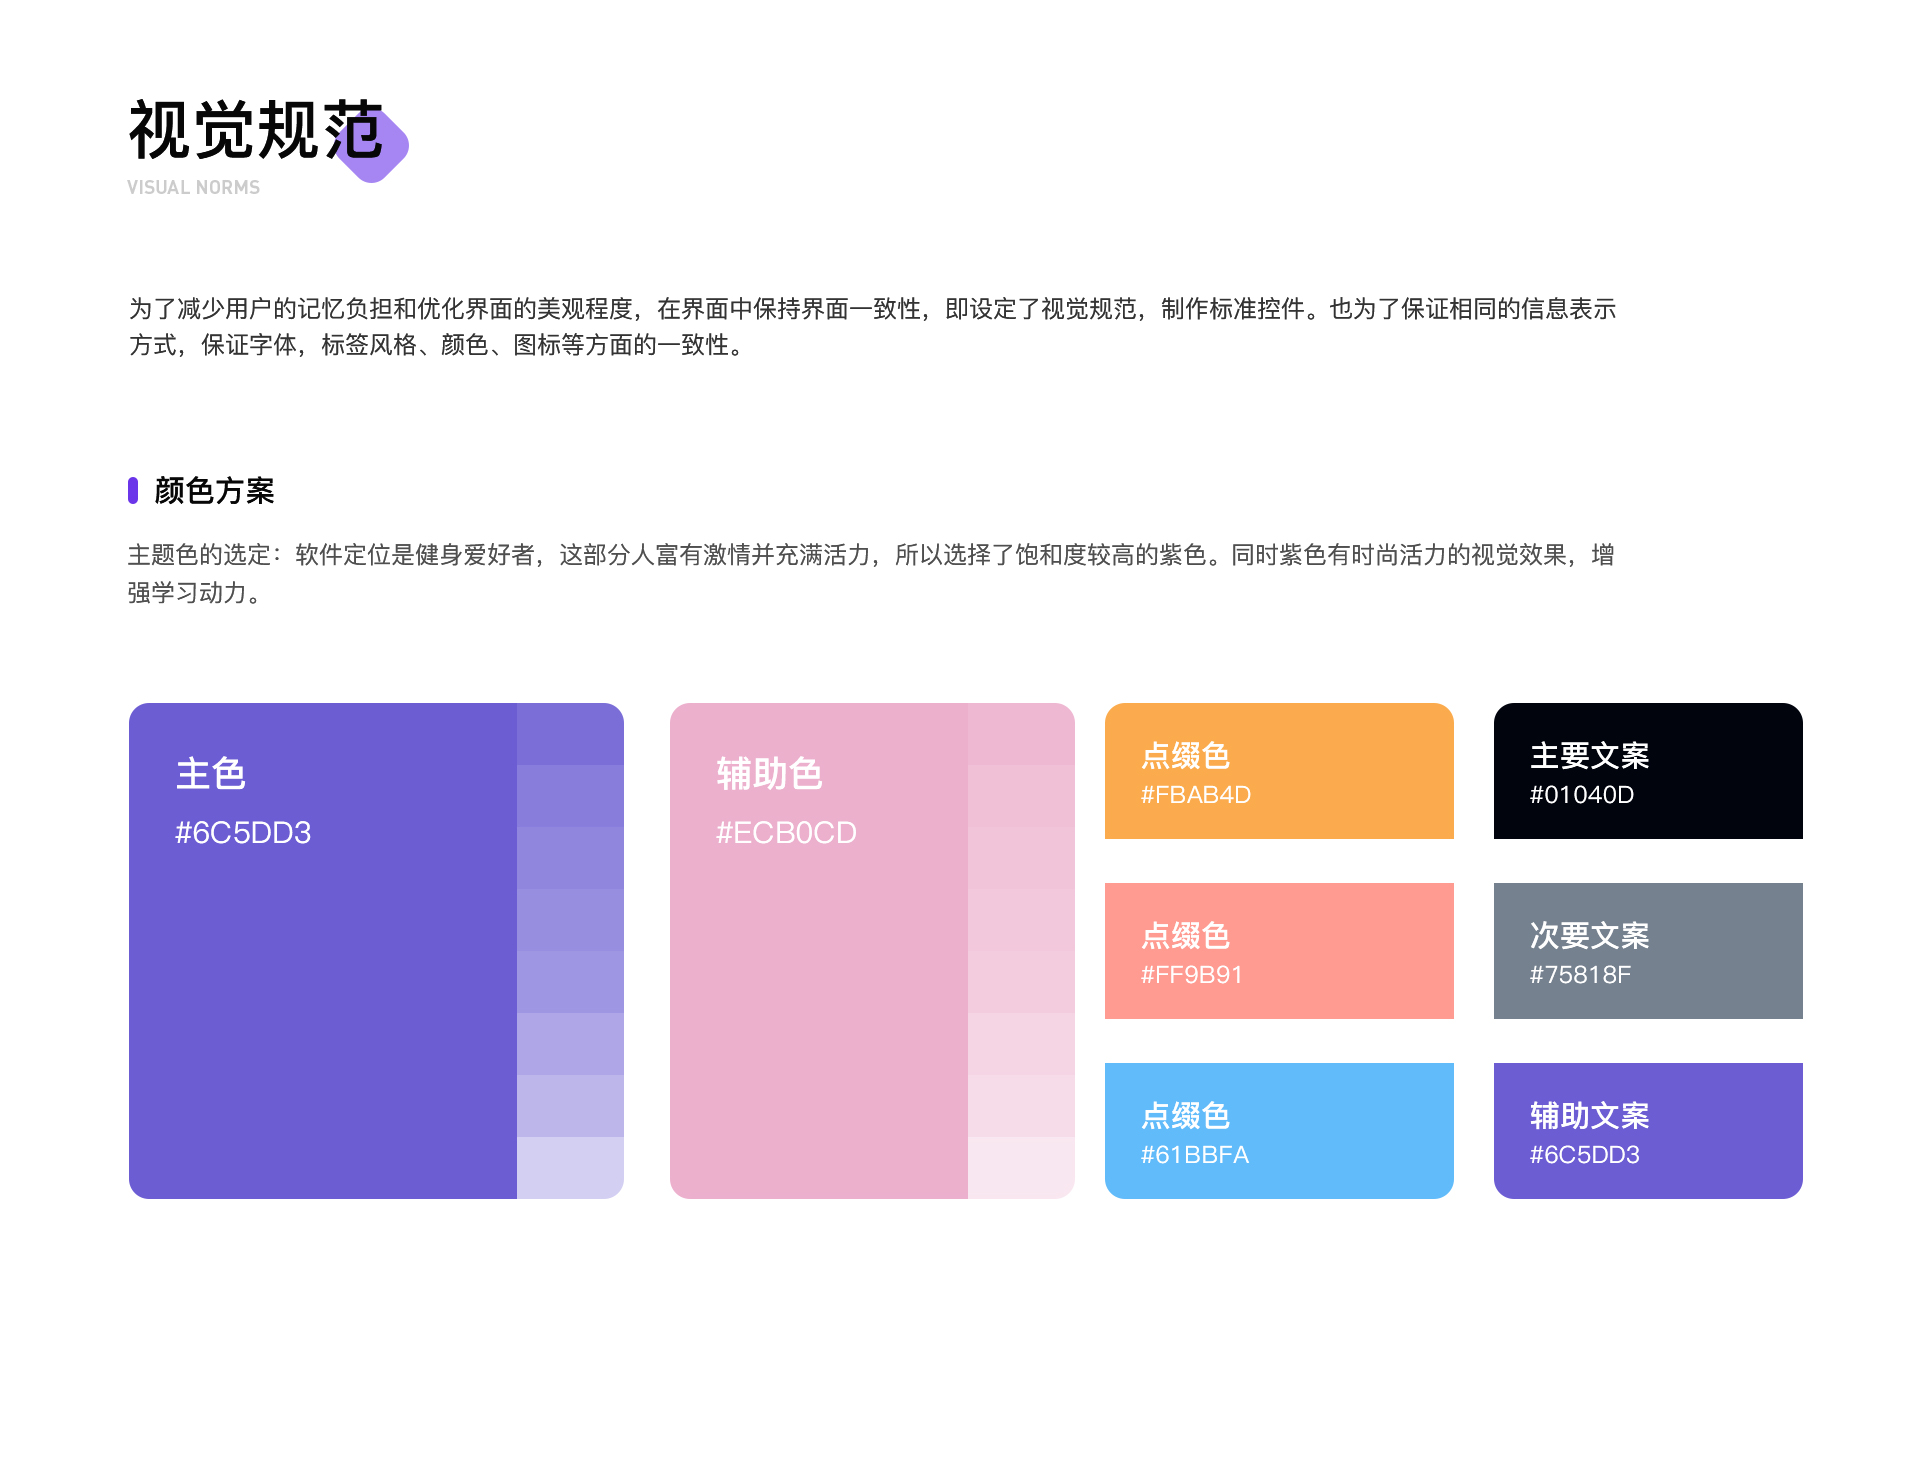 视觉规范
VISUAL NORMS
为了减少用户的记忆负担和优化界面的美观程度，在界面中保持界面一致性，即设定了视觉规范，制作标准控件。也为了保证相同的信息表示
方式，保证字体，标签风格、颜色、图标等方面的一致性。
颜色方案
主题色的选定：软件定位是健身爱好者，这部分人富有激情并充满活力，所以选择了饱和度较高的紫色。同时紫色有时尚活力的视觉效果，增
强学习动力。
主色
#6C5DD3
辅助色
#ECB0CD
点缀色
#FBAB4D
主要文案
#01040D
点缀色
#FF9B91
次要文案
#75818F
点缀色
#61BBFA
辅助文案
#6C5DD3